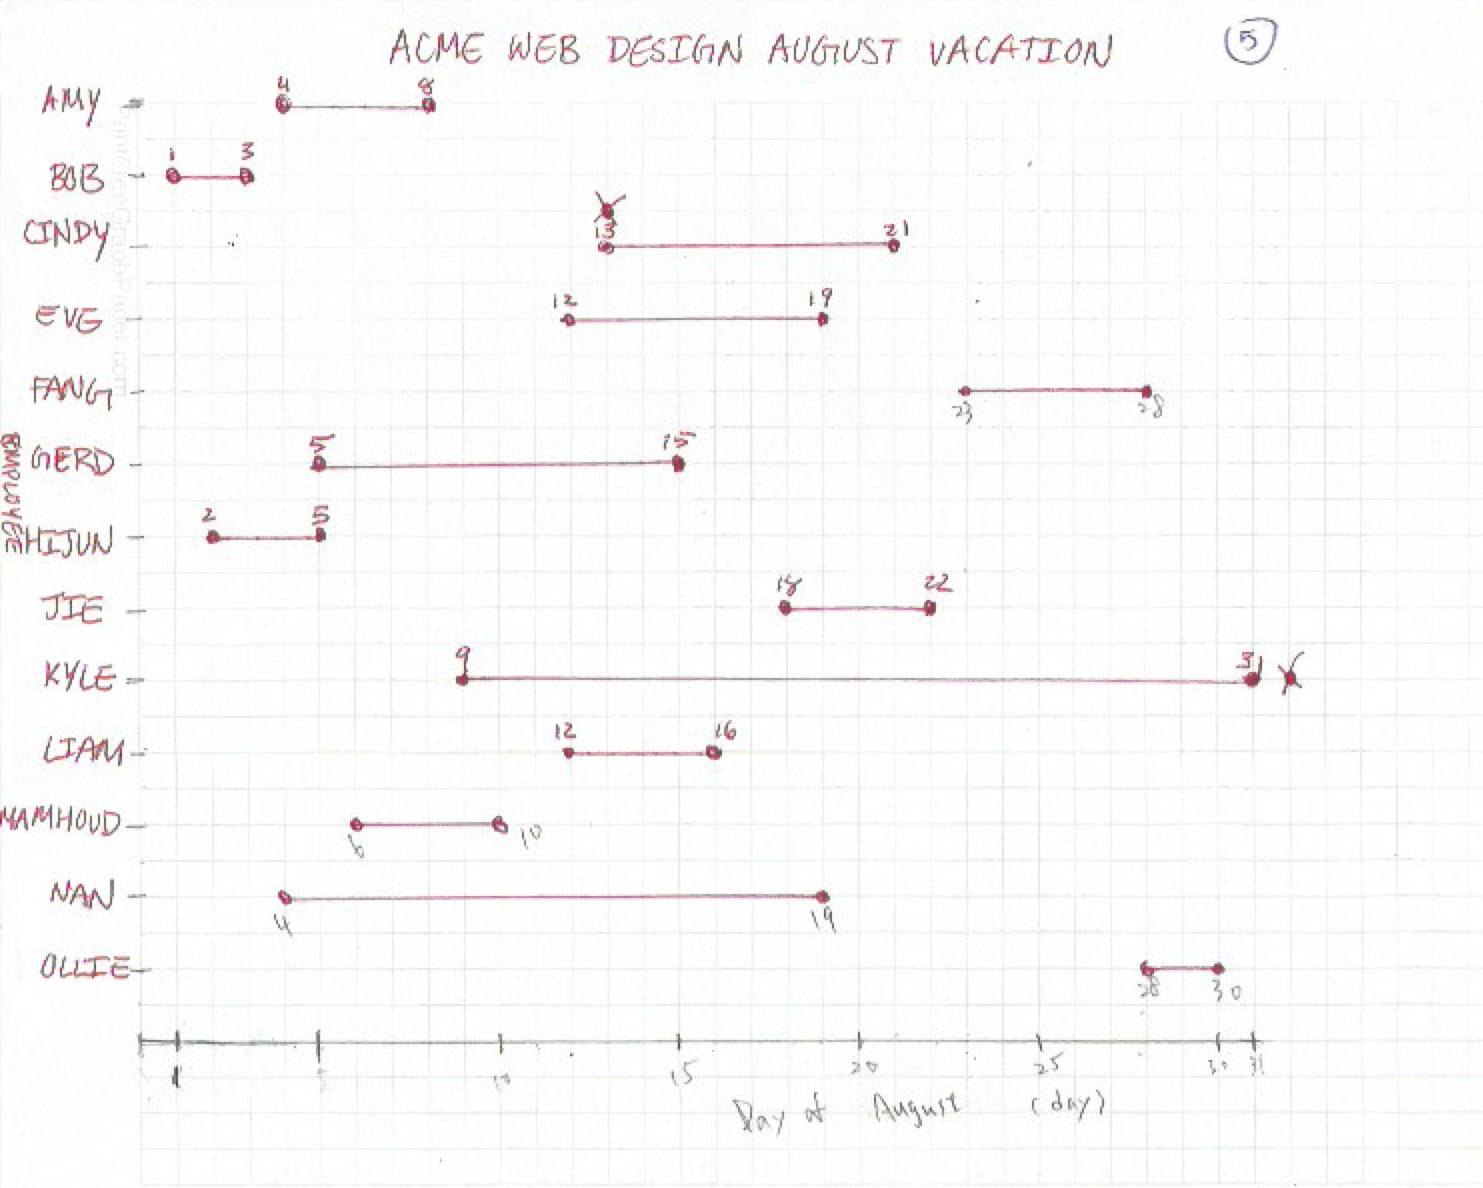 ACME WEB DESIGN AUGUST VACATION 5
AMY 4 8
BOB 1 3
CINDY 13 21
EVE 12 19
FANG 23 28
GERD 5 15
EMPLOYEE
HIJUN 2 5
JIE 18 22
KYLE 9 31
LIAM 12 16
MAMHOUD 6 10
NAN 4 19
OLLIE 28 30
1 5 10 15 20 25 30 31
Day of August (day)